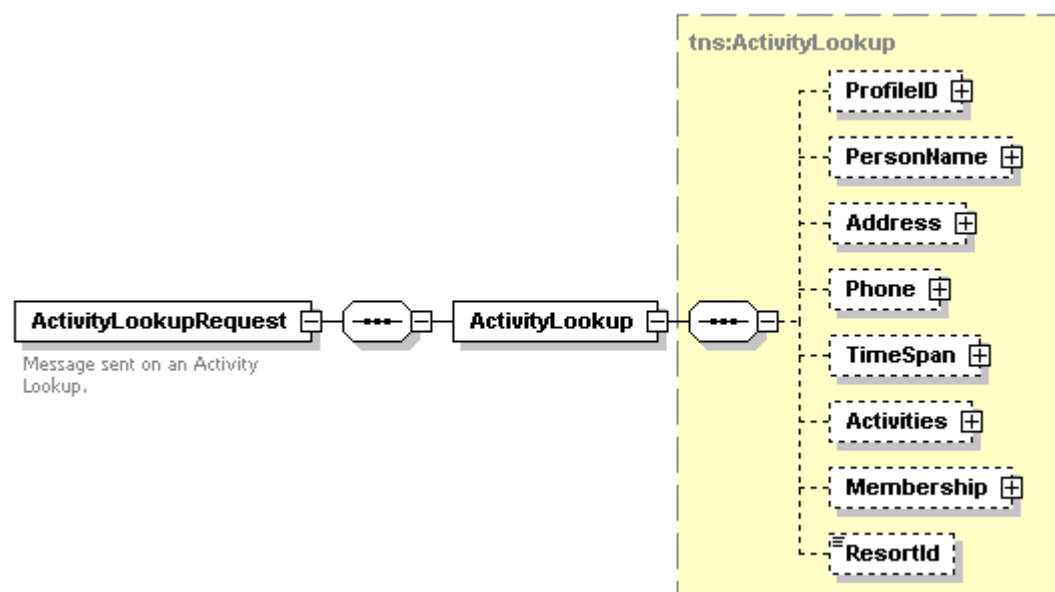 tns:ActivityLookup
ProfileID
PersonName
Address
Phone
ActivityLookupRequest
ActivityLookup
Message sent on an Activity
Lookup.
TimeSpan
Activities
Membership
ResortId